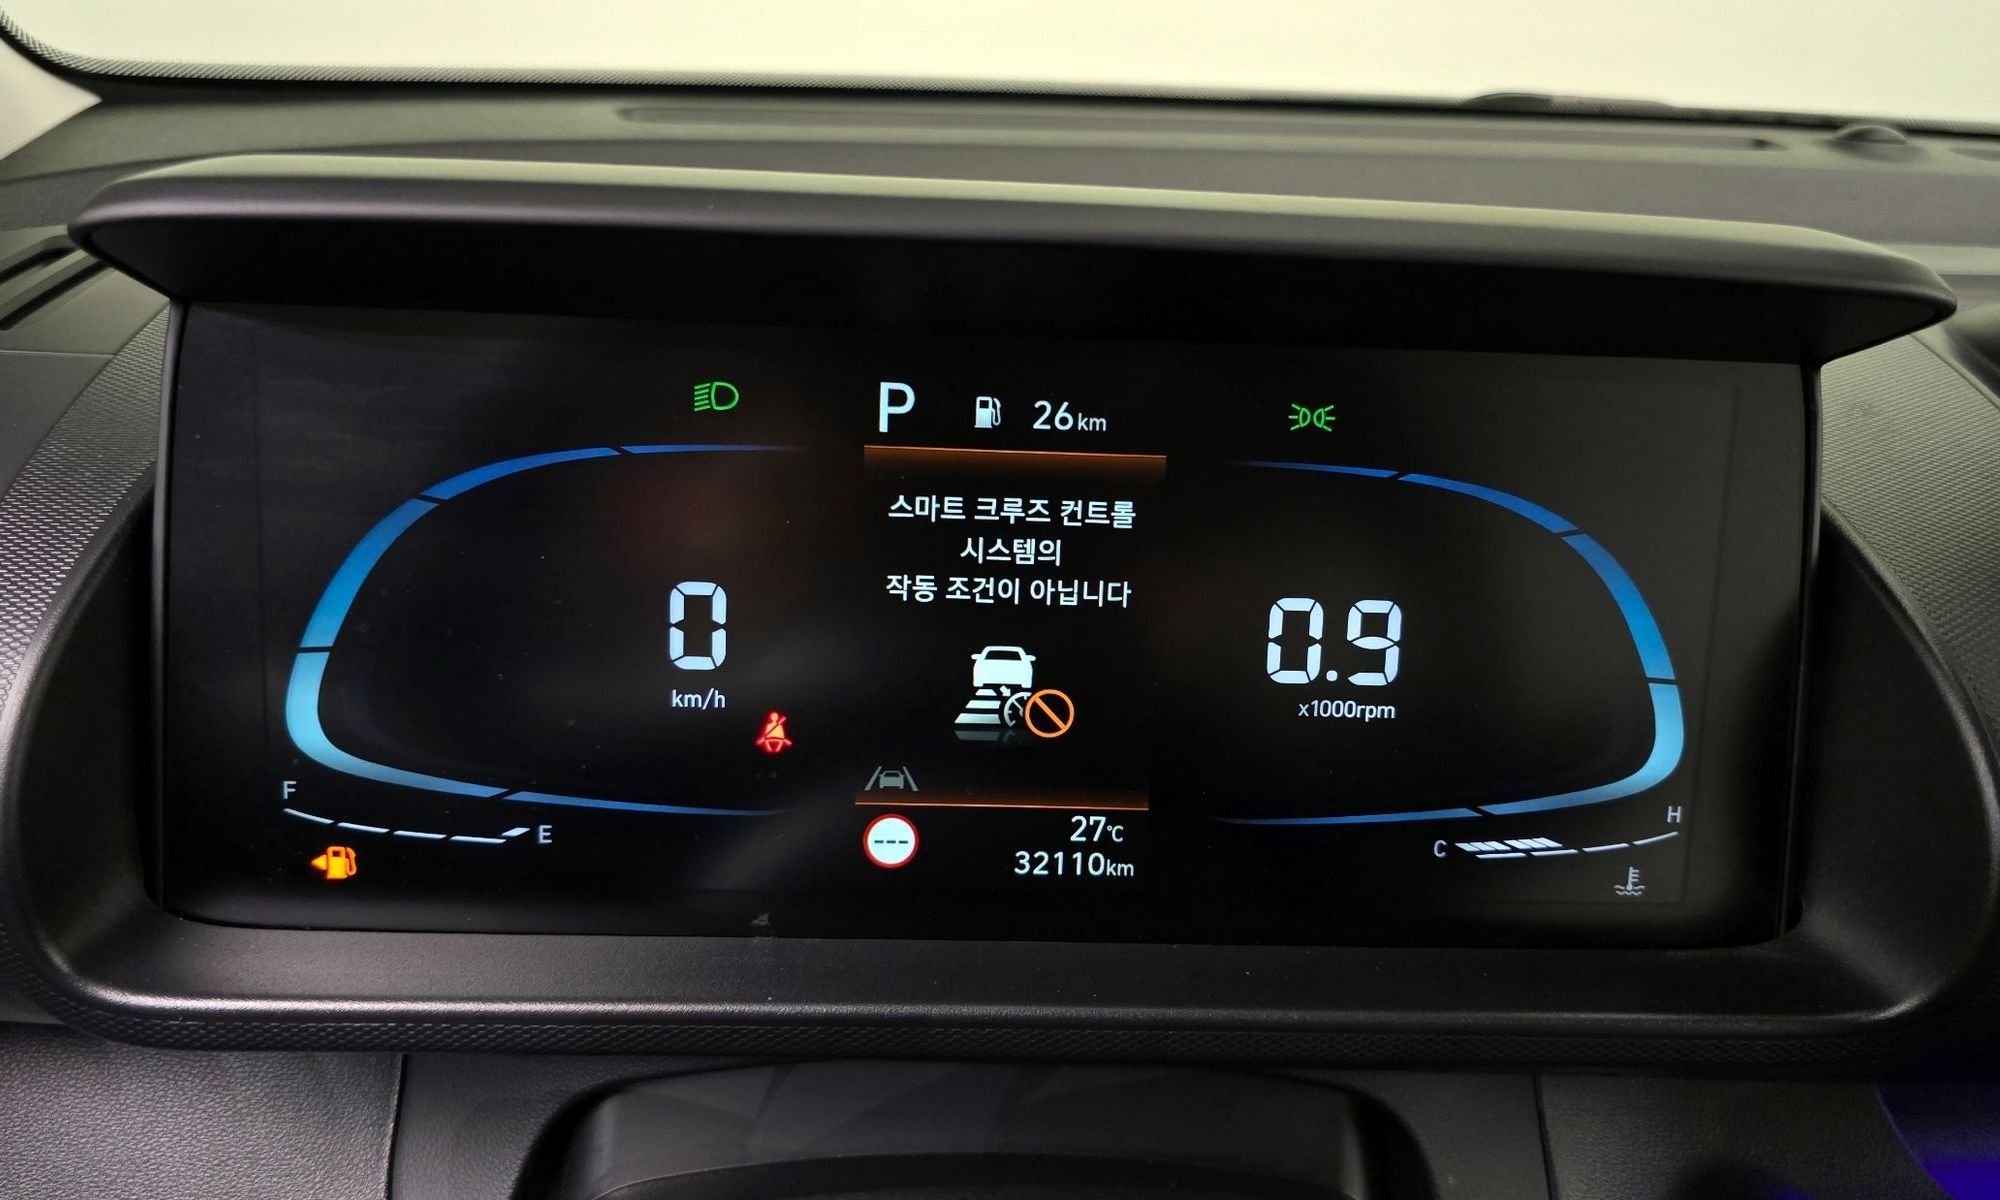 P 26km
스마트 크루즈 컨트롤
시스템의
작동 조건이 아닙니다
0
km/h
0.9
x1000rpm
F E
C H
---
27℃
32110km